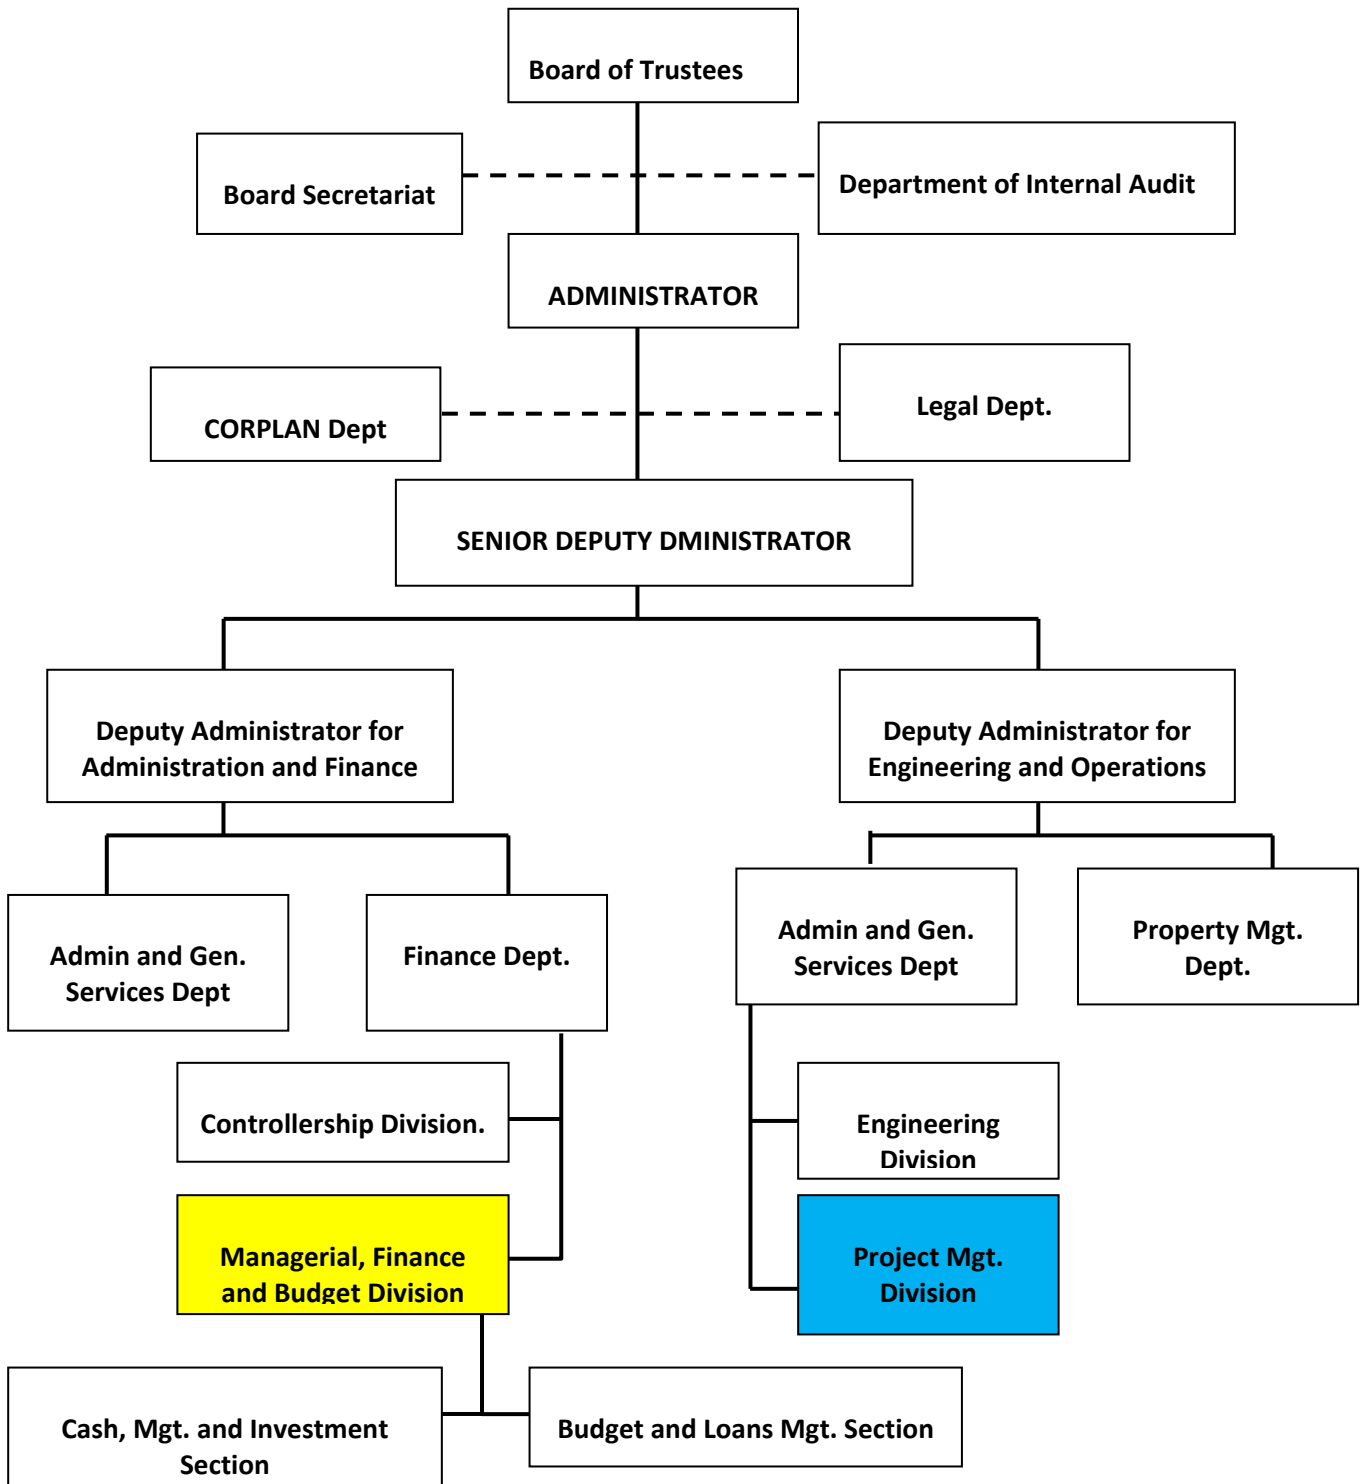 Board of Trustees
Board Secretariat
Department of Internal Audit
ADMINISTRATOR
CORPLAN Dept
Legal Dept.
SENIOR DEPUTY DMINISTRATOR
Deputy Administrator for
Administration and Finance
Deputy Administrator for
Engineering and Operations
Admin and Gen.
Services Dept
Finance Dept.
Admin and Gen.
Services Dept
Property Mgt.
Dept.
Controllership Division.
Engineering
Division
Managerial, Finance
and Budget Division
Project Mgt.
Division
Cash, Mgt. and Investment
Section
Budget and Loans Mgt. Section